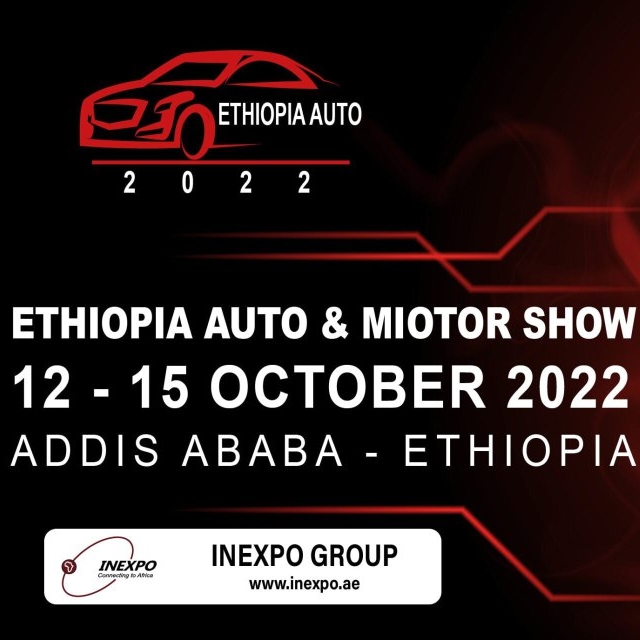 ETHIOPIA AUTO
2 0 2 2
ETHIOPIA AUTO & MIOTOR SHOW
12 - 15 OCTOBER 2022
ADDIS ABABA - ETHIOPIA
INEXPO
Connecting to Africa
INEXPO GROUP
www.inexpo.ae